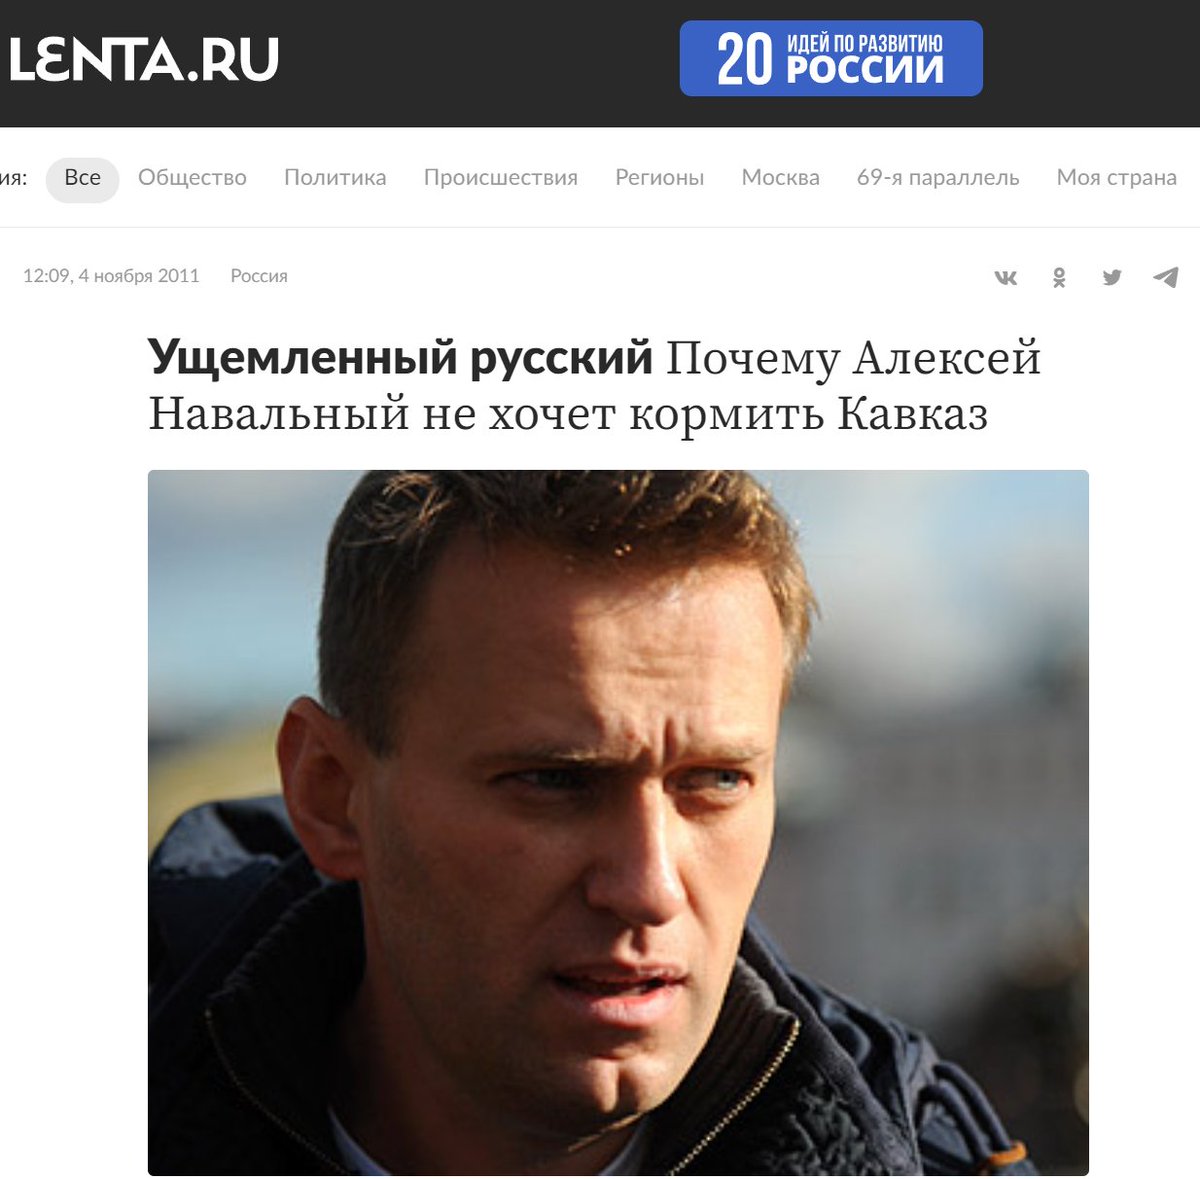 LENTA.RU
20 ИДЕЙ ПО РАЗВИТИЮ
РОССИИ
ия: Все Общество Политика Происшествия Регионы Москва 69-я параллель Моя страна
12:09, 4 ноября 2011 Россия
Ущемленный русский Почему Алексей
Навальный не хочет кормить Кавказ